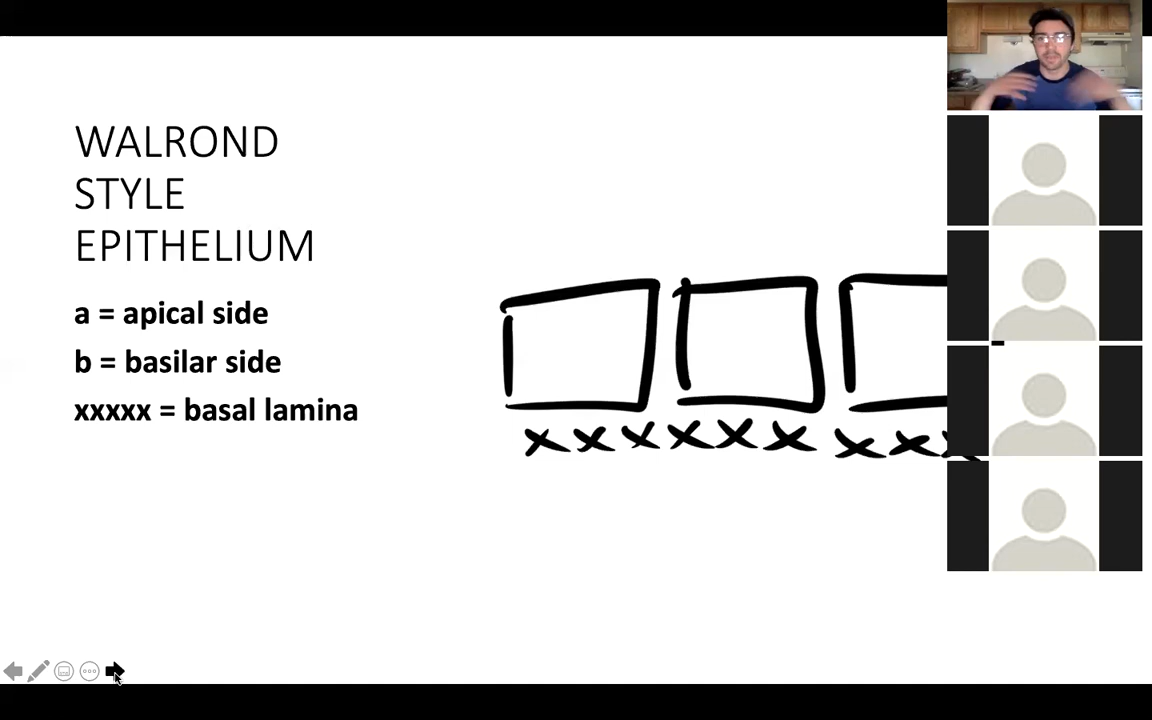 WALROND
STYLE
EPITHELIUM
a = apical side
b = basilar side
xxxxx = basal lamina
x x x x x x x x x